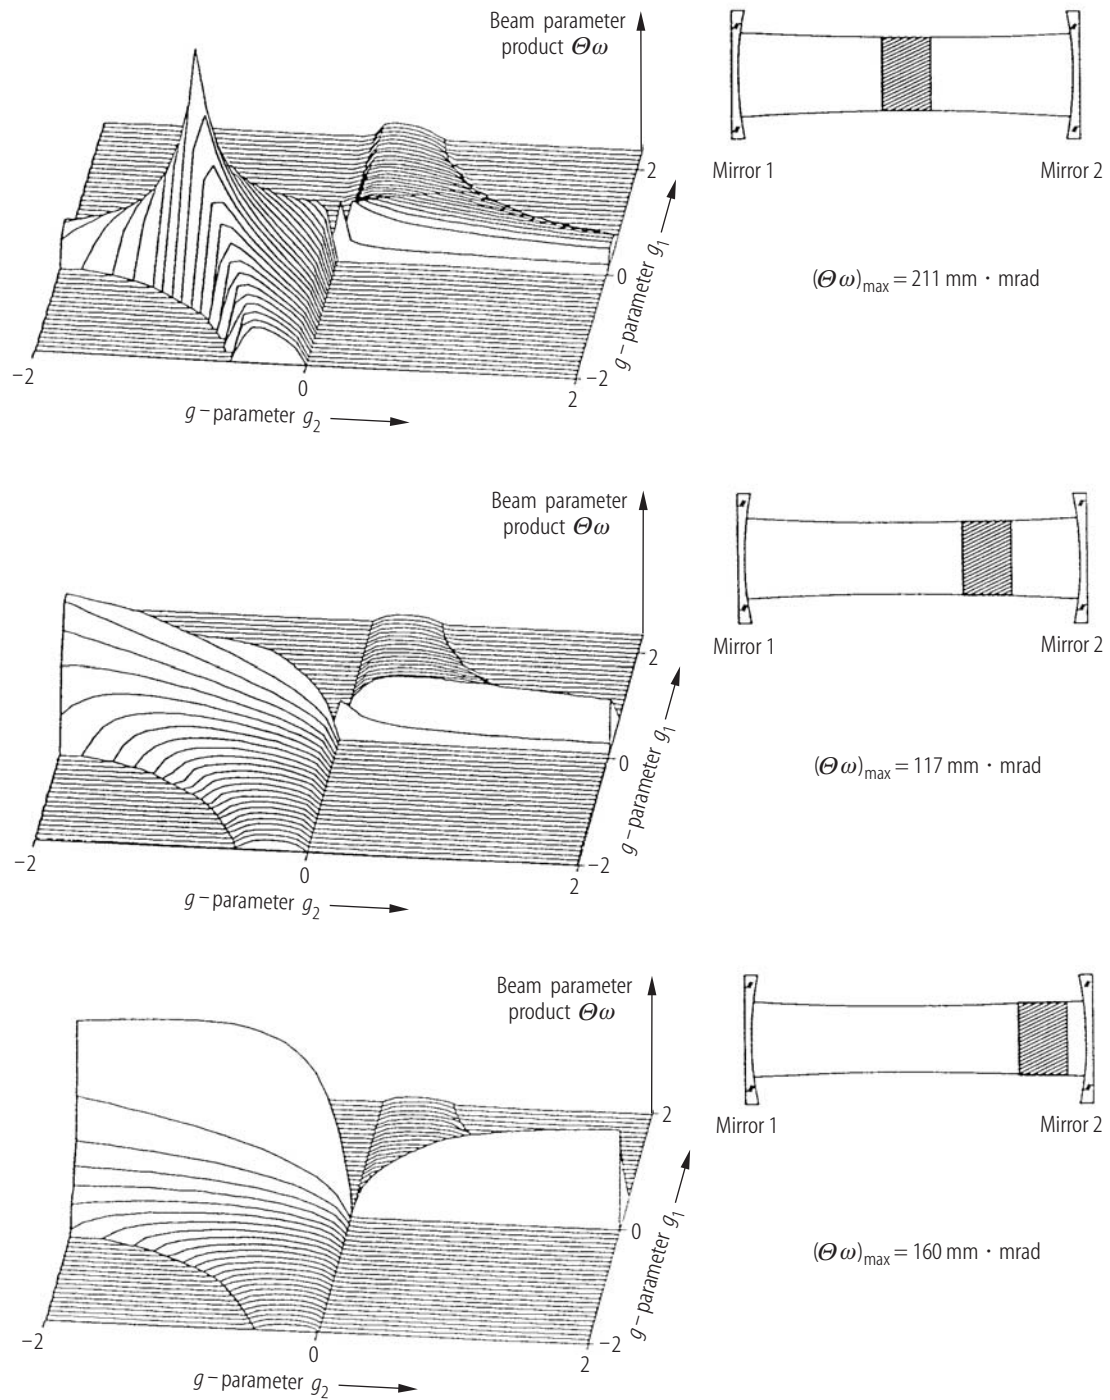 Beam parameter
product Θω
2
0
−2
g–parameter g1
−2
0
2
g–parameter g2
Mirror 1
Mirror 2
(Θω)max = 211 mm · mrad
Beam parameter
product Θω
2
0
−2
g–parameter g1
−2
0
2
g–parameter g2
Mirror 1
Mirror 2
(Θω)max = 117 mm · mrad
Beam parameter
product Θω
2
0
−2
g–parameter g1
−2
0
2
g–parameter g2
Mirror 1
Mirror 2
(Θω)max = 160 mm · mrad